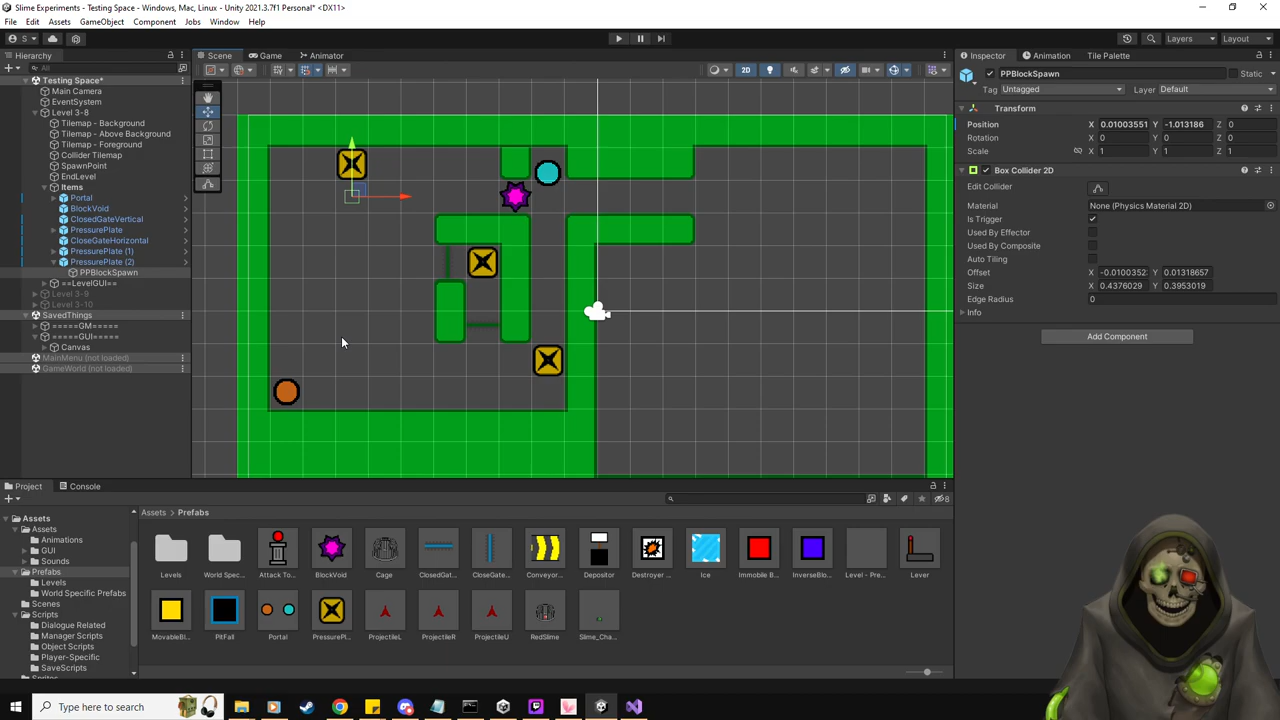 Slime Experiments - Testing Space - Windows, Mac, Linux - Unity 2021.3.7f1 Personal* <DX11>
File Edit Assets GameObject Component Jobs Window Help
S Layers Layout
Hierarchy Scene Game Animator Inspector Animation Tile Palette
All
Testing Space*
Main Camera
EventSystem
Level 3-8
Tilemap - Background
Tilemap - Above Background
Tilemap - Foreground
Collider Tilemap
SpawnPoint
EndLevel
Items
Portal
BlockVoid
ClosedGateVertical
PressurePlate
CloseGateHorizontal
PressurePlate (1)
PressurePlate (2)
PPBlockSpawn
==LevelGUI==
Level 3-9
Level 3-10
SavedThings
=====GM=====
=====GUI=====
Canvas
MainMenu (not loaded)
GameWorld (not loaded)
2D
PPBlockSpawn Static
Tag Untagged Layer Default
Transform
Position X 0.01003551 Y -1.013186 Z 0
Rotation X 0 Y 0 Z 0
Scale X 1 Y 1 Z 1
Box Collider 2D
Edit Collider
Material None (Physics Material 2D)
Is Trigger
Used By Effector
Used By Composite
Auto Tiling
Offset X -0.010035: Y 0.01318657
Size X 0.4376029 Y 0.3953019
Edge Radius 0
Info
Add Component
Project Console
8
Assets
Assets
Animations
GUI
Sounds
Prefabs
Levels
World Specific Prefabs
Scenes
Scripts
Dialogue Related
Manager Scripts
Object Scripts
Player-Specific
SaveScripts
Assets > Prefabs
Levels World Spec... Attack To... BlockVoid Cage ClosedGat... CloseGate... Conveyor... Depositor Destroyer ... Ice Immobile B... InverseBlo... Level - Pre... Lever
MovableBl... PitFall Portal PressurePl... ProjectileL ProjectileR ProjectileU RedSlime Slime_Cha...
Type here to search